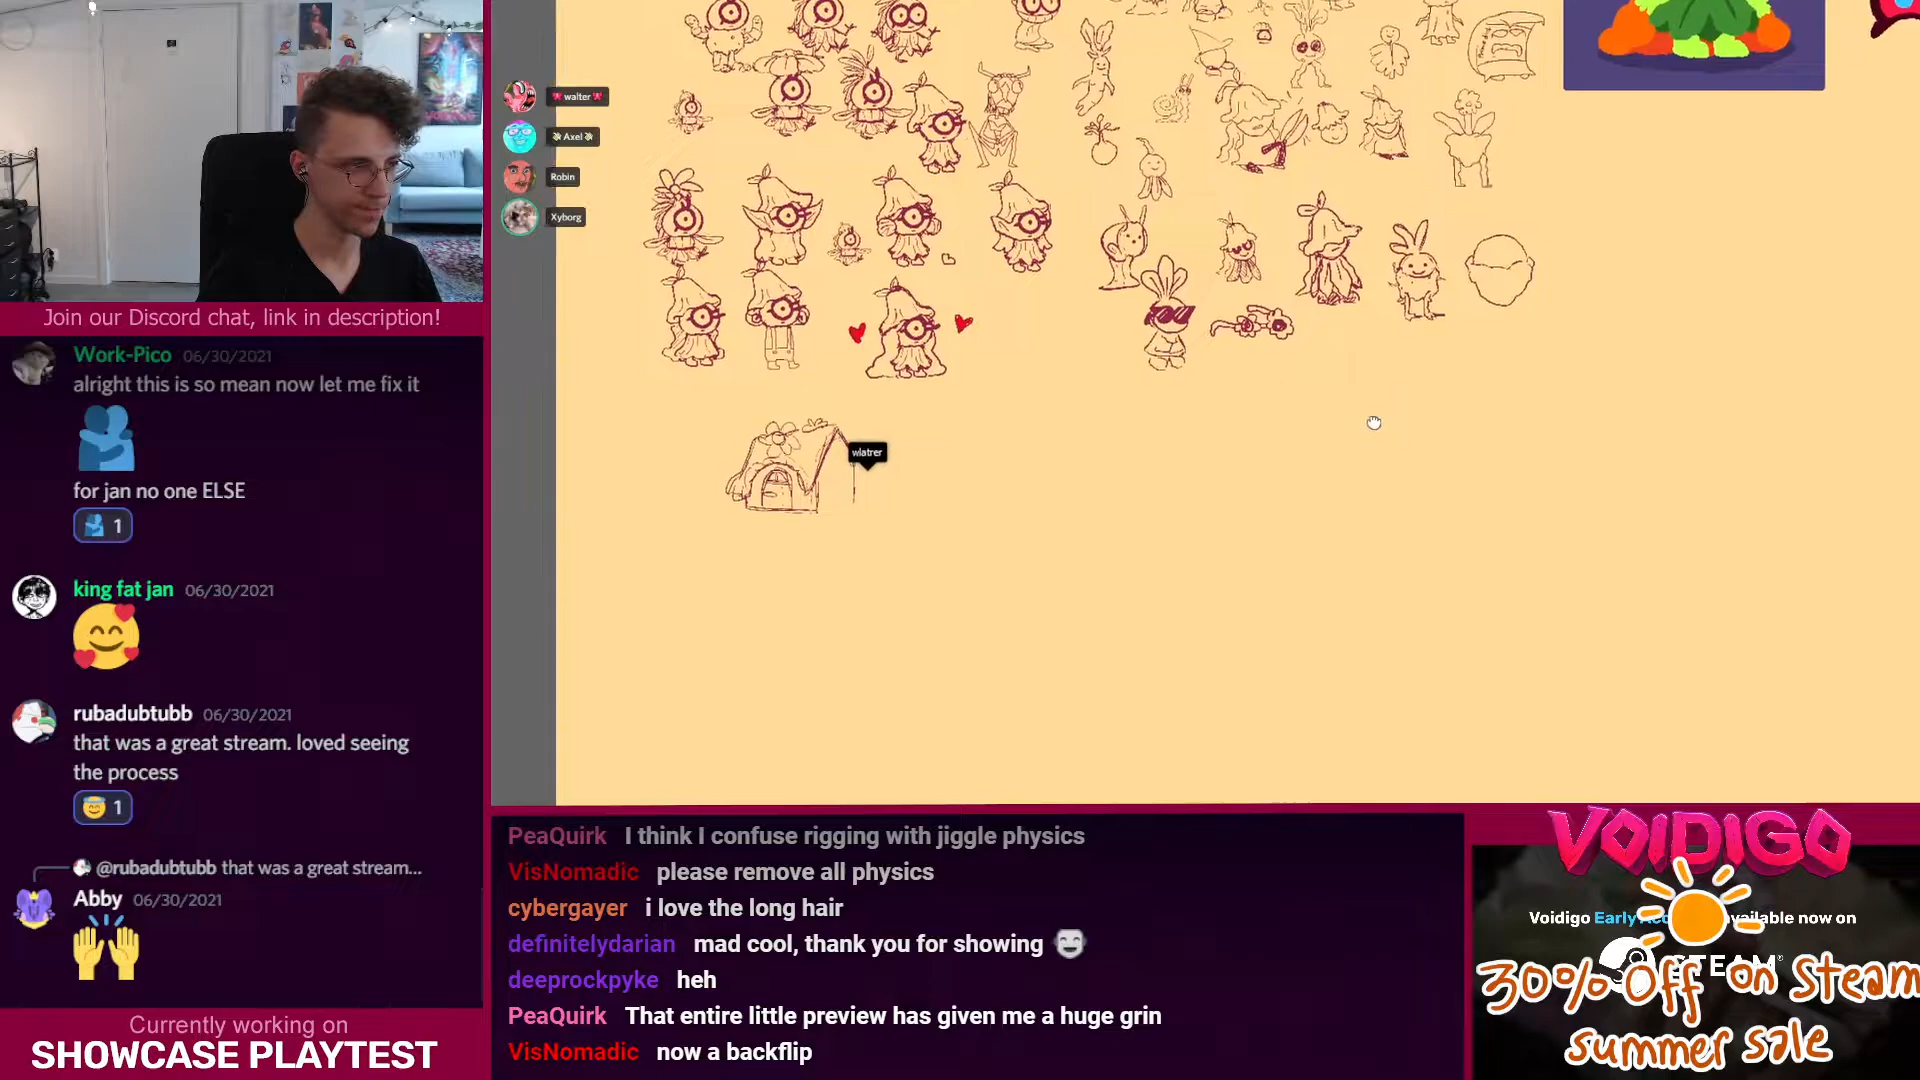 walter
Axel
Robin
Xyborg
wlatrer
Join our Discord chat, link in description!
Work-Pico 06/30/2021
alright this is so mean now let me fix it
for jan no one ELSE
1
king fat jan 06/30/2021
rubadubtubb 06/30/2021
that was a great stream. loved seeing
the process
1
@rubadubtubb that was a great stream...
Abby 06/30/2021
Currently working on
SHOWCASE PLAYTEST
PeaQuirk I think I confuse rigging with jiggle physics
VisNomadic please remove all physics
cybergayer i love the long hair
definitelydarian mad cool, thank you for showing
deeprockpyke heh
PeaQuirk That entire little preview has given me a huge grin
VisNomadic now a backflip
VOIDIGO
Voidigo Early available now on
STEAM
30% off on Steam
summer sale